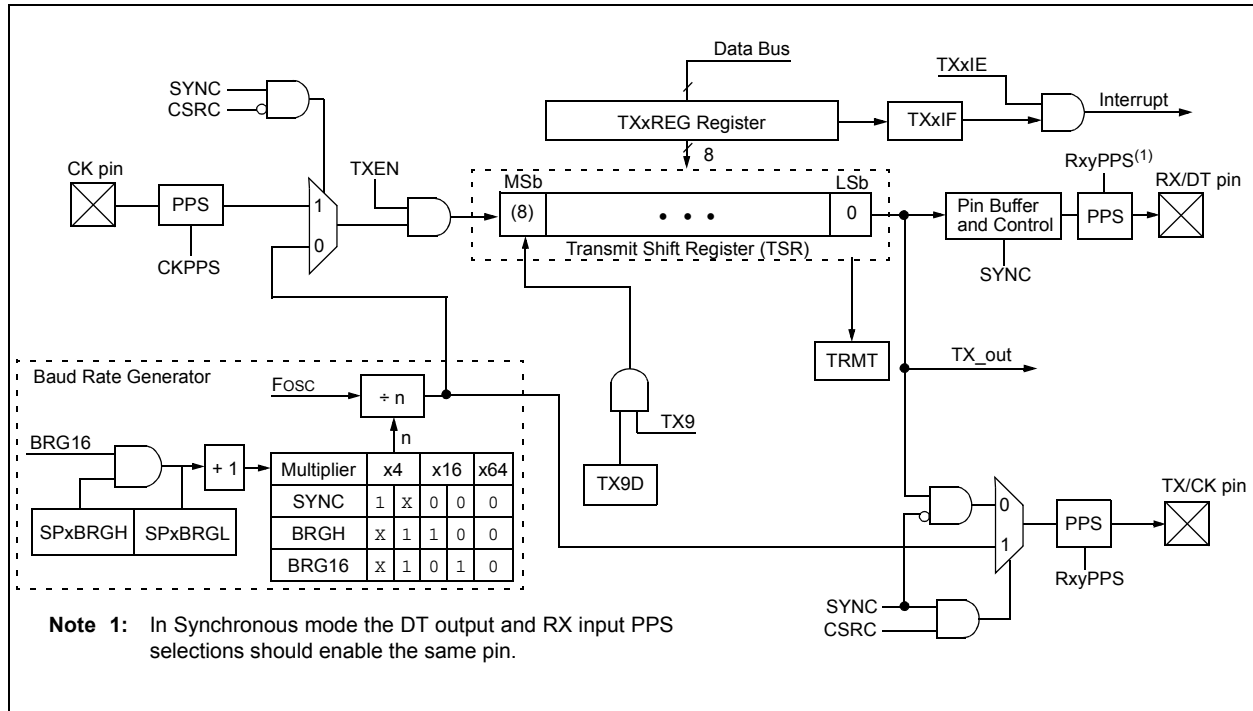 Data Bus
TXxIE
SYNC
CSRC
Interrupt
TXxREG Register
TXxIF
8
RxyPPS(1)
CK pin
TXEN
MSb
LSb
RX/DT pin
PPS
1
(8)
• • •
0
Pin Buffer
and Control
PPS
0
Transmit Shift Register (TSR)
CKPPS
SYNC
TRMT
TX_out
Baud Rate Generator
FOSC
÷ n
n
TX9
BRG16
+ 1
Multiplier x4 x16 x64
TX9D
SYNC 1 X 0 0 0
TX/CK pin
SPxBRGH SPxBRGL
BRGH X 1 1 0 0
0
PPS
1
BRG16 X 1 0 1 0
RxyPPS
SYNC
CSRC
Note 1: In Synchronous mode the DT output and RX input PPS
selections should enable the same pin.